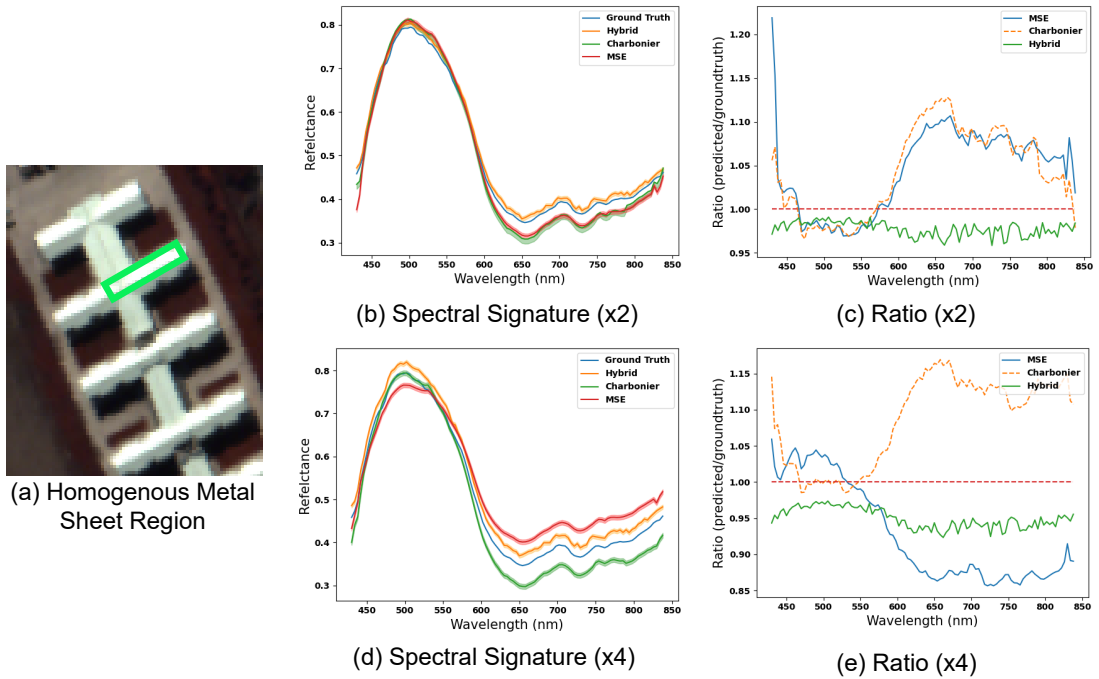 0.8
0.7
0.6
0.5
0.4
0.3
Refelctance
450 500 550 600 650 700 750 800 850
Wavelength (nm)
Ground Truth
Hybrid
Charbonier
MSE
(b) Spectral Signature (x2)
1.20
1.15
1.10
1.05
1.00
0.95
Ratio (predicted/groundtruth)
450 500 550 600 650 700 750 800 850
Wavelength (nm)
MSE
Charbonier
Hybrid
(c) Ratio (x2)
(a) Homogenous Metal
Sheet Region
0.8
0.7
0.6
0.5
0.4
0.3
Refelctance
450 500 550 600 650 700 750 800 850
Wavelength (nm)
Ground Truth
Hybrid
Charbonier
MSE
(d) Spectral Signature (x4)
1.15
1.10
1.05
1.00
0.95
0.90
0.85
Ratio (predicted/groundtruth)
450 500 550 600 650 700 750 800 850
Wavelength (nm)
MSE
Charbonier
Hybrid
(e) Ratio (x4)